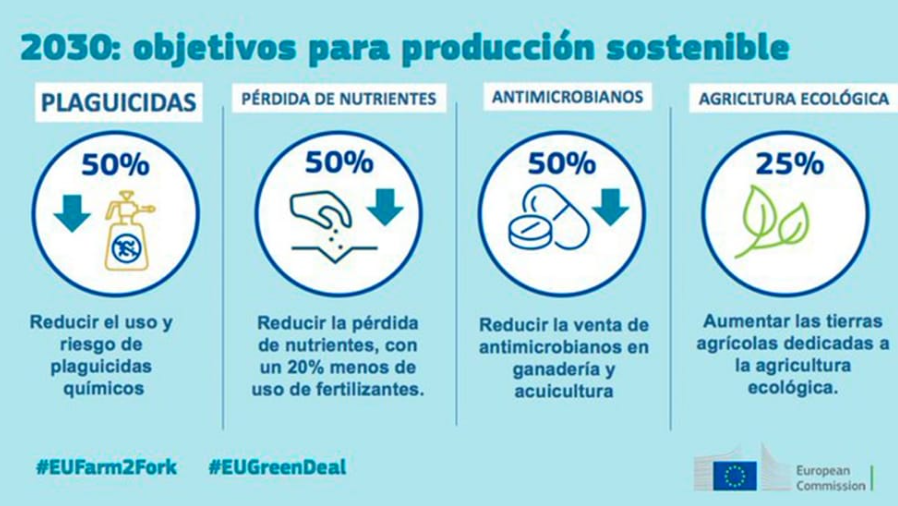 2030: objetivos para producción sostenible
PLAGUICIDAS
50%
Reducir el uso y
riesgo de
plaguicidas
químicos
PÉRDIDA DE NUTRIENTES
50%
Reducir la pérdida
de nutrientes, con
un 20% menos de
uso de fertilizantes.
ANTIMICROBIANOS
50%
Reducir la venta de
antimicrobianos en
ganadería y
acuicultura
AGRICLTURA ECOLÓGICA
25%
Aumentar las tierras
agrícolas dedicadas a
la agricultura
ecológica.
#EUFarm2Fork #EUGreenDeal
European
Commission